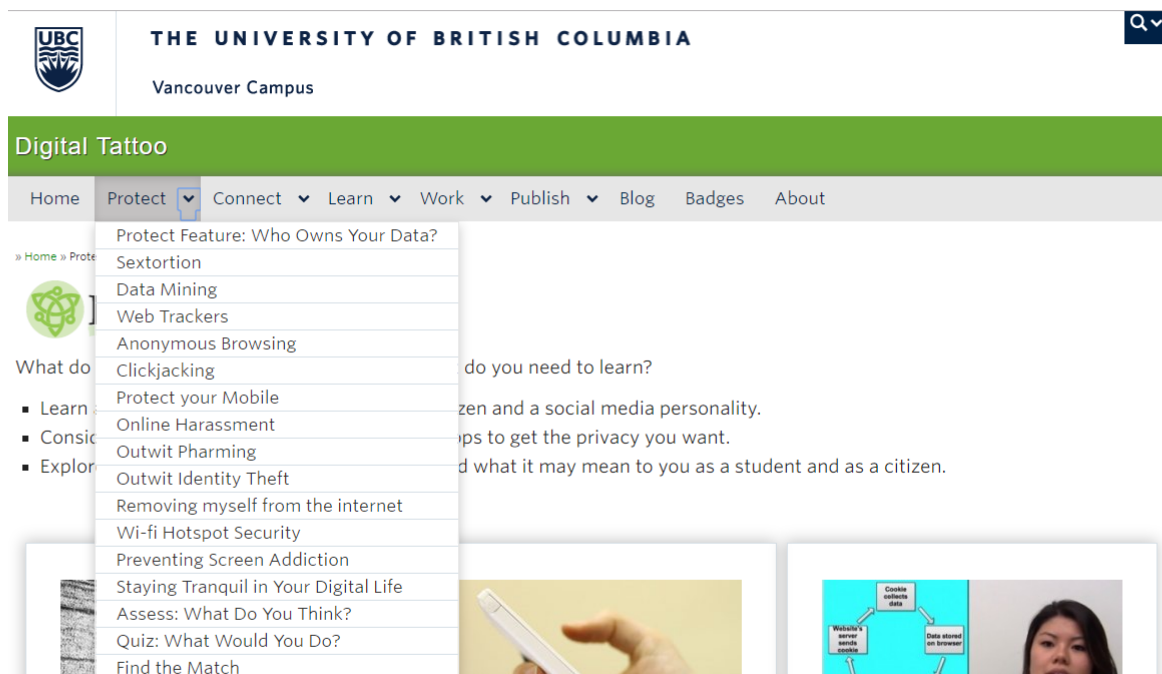 UBC
THE UNIVERSITY OF BRITISH COLUMBIA
Vancouver Campus
Digital Tattoo
Home Protect Connect Learn Work Publish Blog Badges About
Protect Feature: Who Owns Your Data?
» Home » Prote
Sextortion
Data Mining
Web Trackers
Anonymous Browsing
What do
Clickjacking
do you need to learn?
Protect your Mobile
Learn
zen and a social media personality.
Online Harassment
Consid
ps to get the privacy you want.
Outwit Pharming
Explor
d what it may mean to you as a student and as a citizen.
Outwit Identity Theft
Removing myself from the internet
Wi-fi Hotspot Security
Preventing Screen Addiction
Staying Tranquil in Your Digital Life
Assess: What Do You Think?
Quiz: What Would You Do?
Find the Match
Cookie
collects
data
Website's
server
sends
cookie
Data stored
on browser